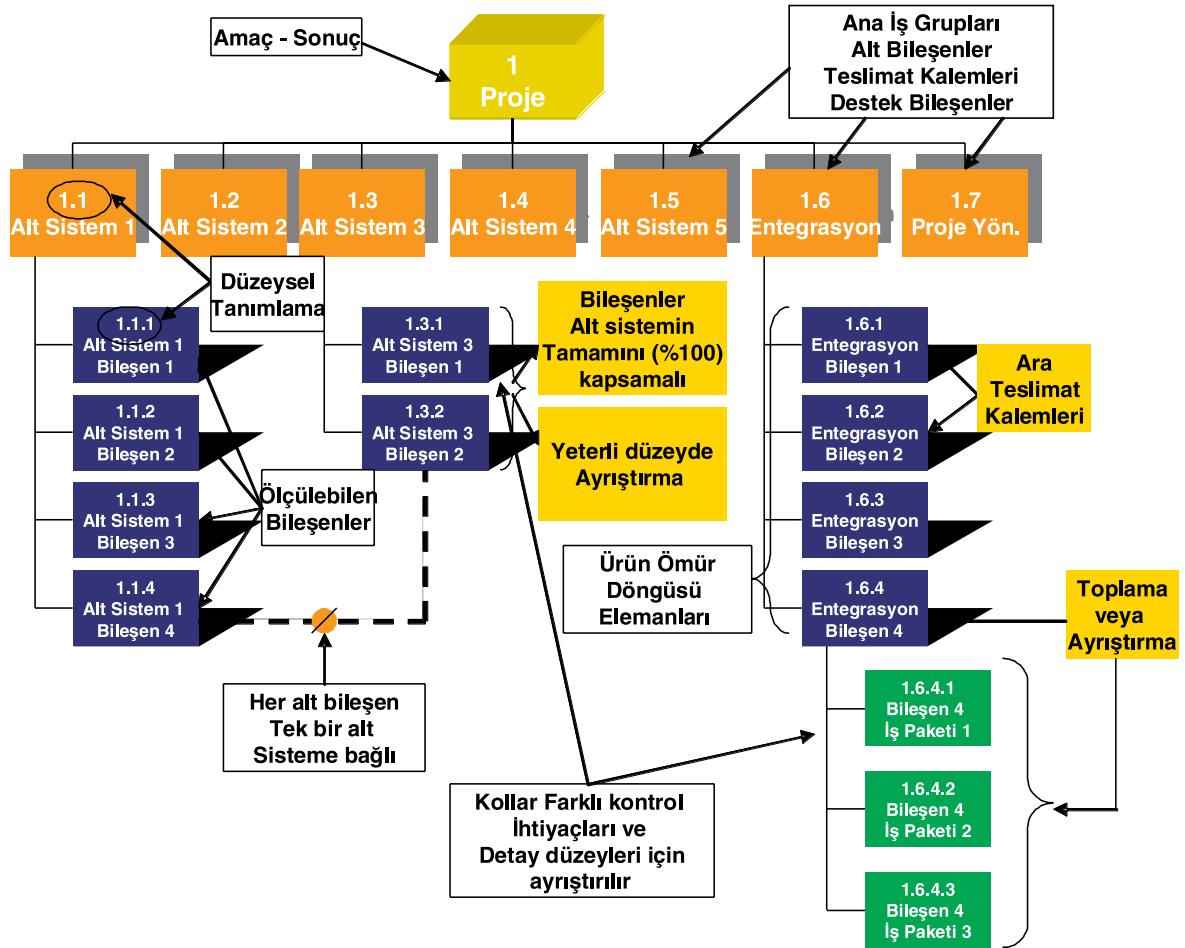 Amaç - Sonuç
1
Proje
Ana İş Grupları
Alt Bileşenler
Teslimat Kalemleri
Destek Bileşenler
1.1
Alt Sistem 1
1.2
Alt Sistem 2
1.3
Alt Sistem 3
1.4
Alt Sistem 4
1.5
Alt Sistem 5
1.6
Entegrasyon
1.7
Proje Yön.
Düzeysel
Tanımlama
1.1.1
Alt Sistem 1
Bileşen 1
1.1.2
Alt Sistem 1
Bileşen 2
1.1.3
Alt Sistem 1
Bileşen 3
1.1.4
Alt Sistem 1
Bileşen 4
Ölçülebilen
Bileşenler
1.3.1
Alt Sistem 3
Bileşen 1
1.3.2
Alt Sistem 3
Bileşen 2
Bileşenler
Alt sistemin
Tamamını (%100)
kapsamalı
Yeterli düzeyde
Ayrıştırma
1.6.1
Entegrasyon
Bileşen 1
1.6.2
Entegrasyon
Bileşen 2
1.6.3
Entegrasyon
Bileşen 3
1.6.4
Entegrasyon
Bileşen 4
Ara
Teslimat
Kalemleri
Ürün Ömür
Döngüsü
Elemanları
Toplama
veya
Ayrıştırma
Her alt bileşen
Tek bir alt
Sisteme bağlı
Kollar Farklı kontrol
İhtiyaçları ve
Detay düzeyleri için
ayrıştırılır
1.6.4.1
Bileşen 4
İş Paketi 1
1.6.4.2
Bileşen 4
İş Paketi 2
1.6.4.3
Bileşen 4
İş Paketi 3